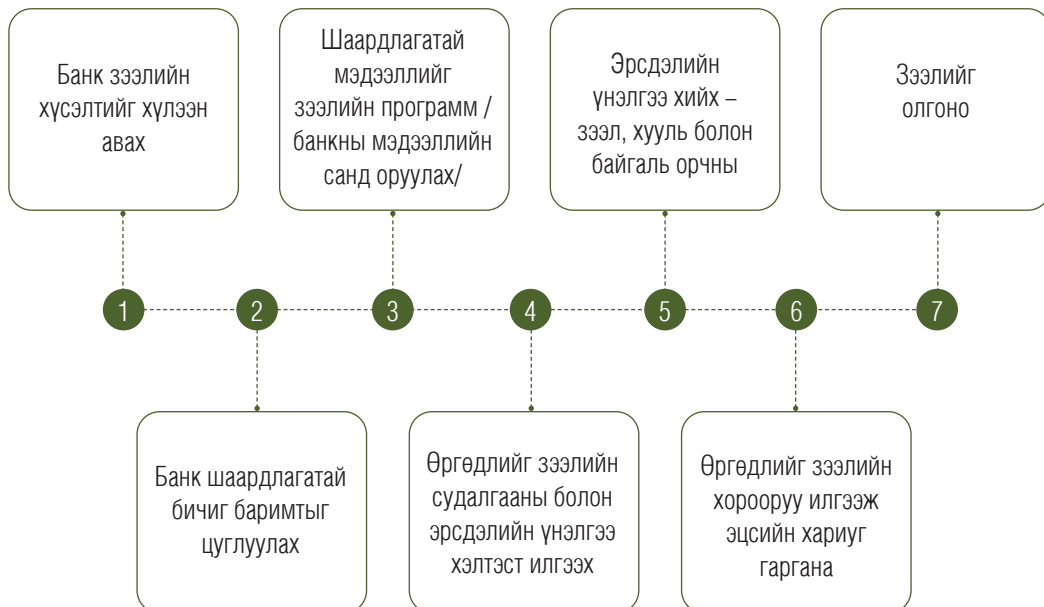 Банк зээлийн
хүсэлтийг хүлээн
авах
Шаардлагатай
мэдээллийг
зээлийн программ /
банкны мэдээллийн
санд оруулах/
Эрсдэлийн
үнэлгээ хийх –
зээл, хууль болон
байгаль орчны
Зээлийг
олгоно
1
2
3
4
5
6
7
Банк шаардлагатай
бичиг баримтыг
цуглуулах
Өргөдлийг зээлийн
судалгааны болон
эрсдэлийн үнэлгээ
хэлтэст илгээх
Өргөдлийг зээлийн
хорооруу илгээж
эцсийн хариуг
гаргана